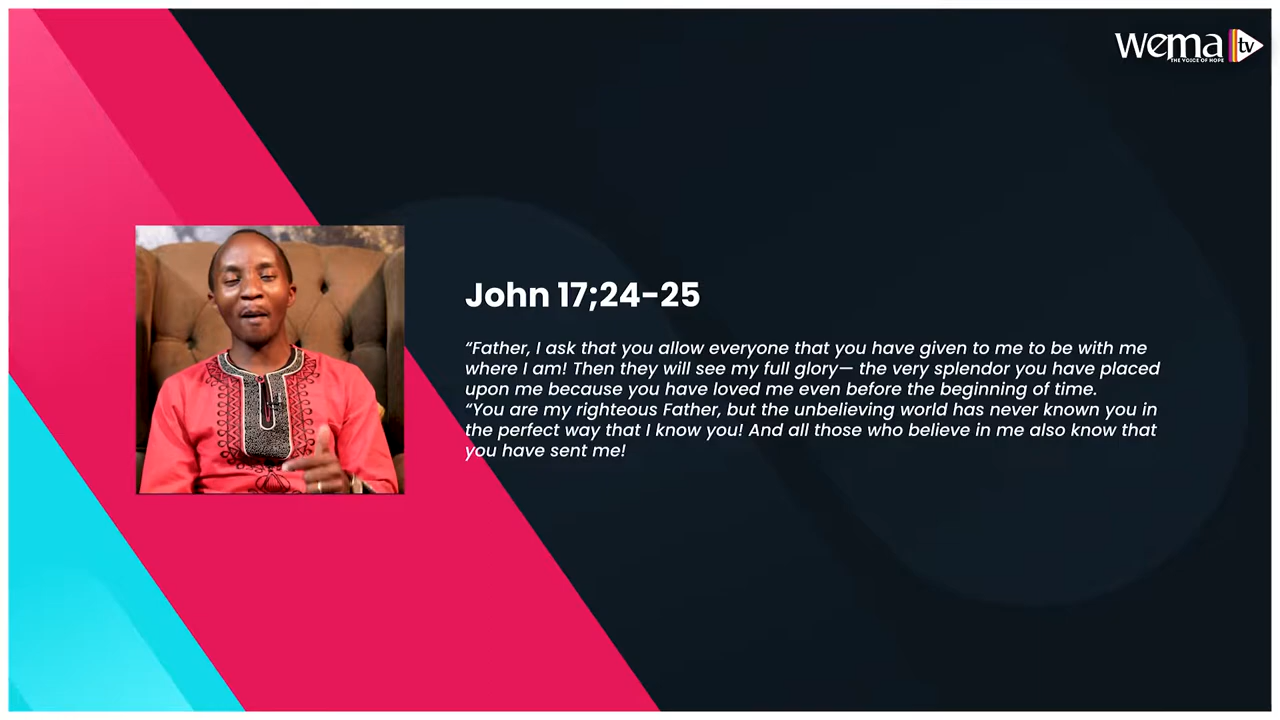 wema tv
THE VOICE OF HOPE
John 17;24-25
“Father, I ask that you allow everyone that you have given to me to be with me
where I am! Then they will see my full glory— the very splendor you have placed
upon me because you have loved me even before the beginning of time.
“You are my righteous Father, but the unbelieving world has never known you in
the perfect way that I know you! And all those who believe in me also know that
you have sent me!